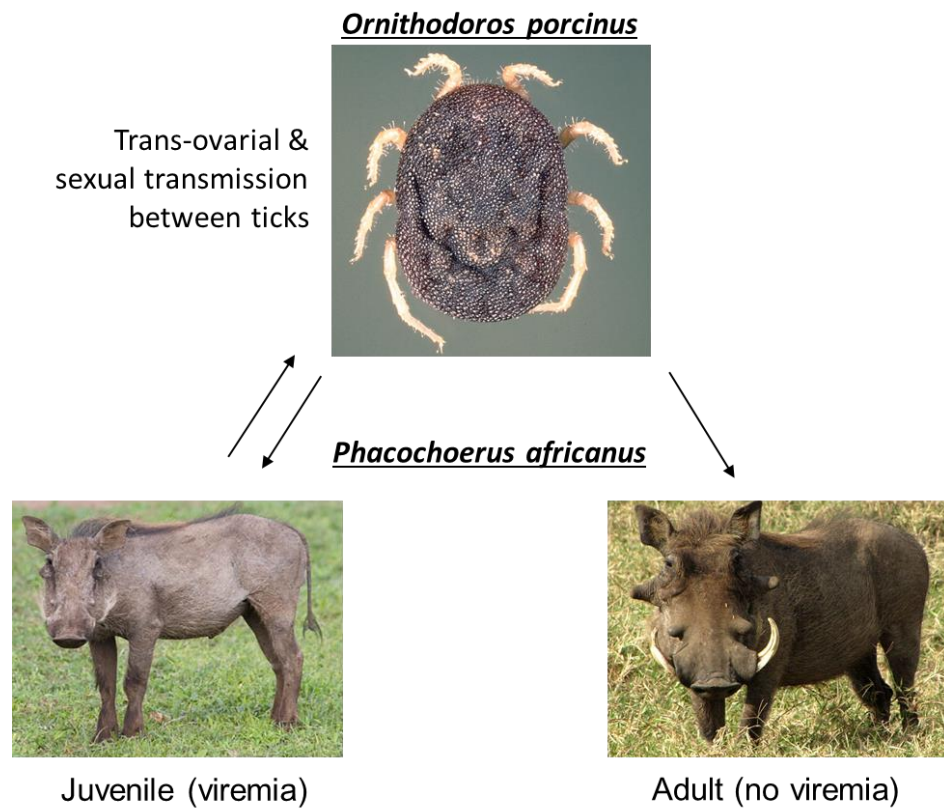 Ornithodoros porcinus
Trans-ovarial &
sexual transmission
between ticks
Phacochoerus africanus
Juvenile (viremia)
Adult (no viremia)